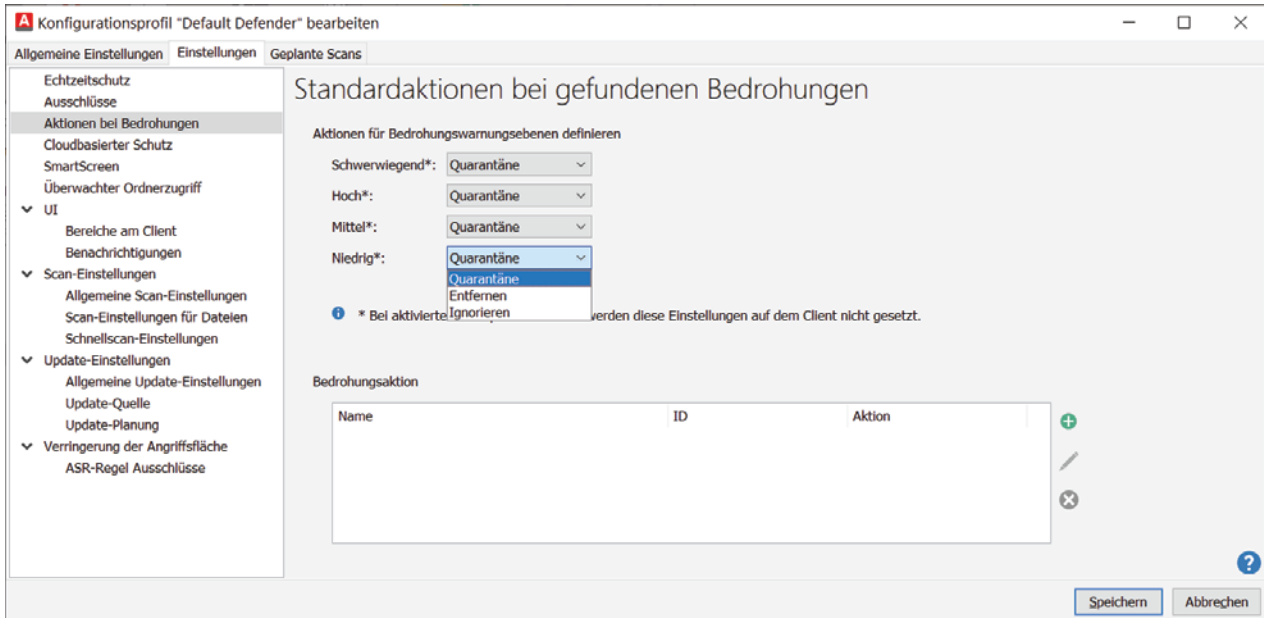 A Konfigurationsprofil "Default Defender" bearbeiten
Allgemeine Einstellungen Einstellungen Geplante Scans
Echtzeitschutz
Ausschlüsse
Aktionen bei Bedrohungen
Cloudbasierter Schutz
SmartScreen
Überwachter Ordnerzugriff
UI
Bereiche am Client
Benachrichtigungen
Scan-Einstellungen
Allgemeine Scan-Einstellungen
Scan-Einstellungen für Dateien
Schnellscan-Einstellungen
Update-Einstellungen
Allgemeine Update-Einstellungen
Update-Quelle
Update-Planung
Verringerung der Angriffsfläche
ASR-Regel Ausschlüsse
Standardaktionen bei gefundenen Bedrohungen
Aktionen für Bedrohungswarnungsebenen definieren
Schwerwiegend*: Quarantäne
Hoch*: Quarantäne
Mittel*: Quarantäne
Niedrig*: Quarantäne
Quarantäne
Entfernen
Ignorieren
* Bei werden diese Einstellungen auf dem Client nicht gesetzt.
Bedrohungsaktion
Name ID Aktion
?
Speichern Abbrechen